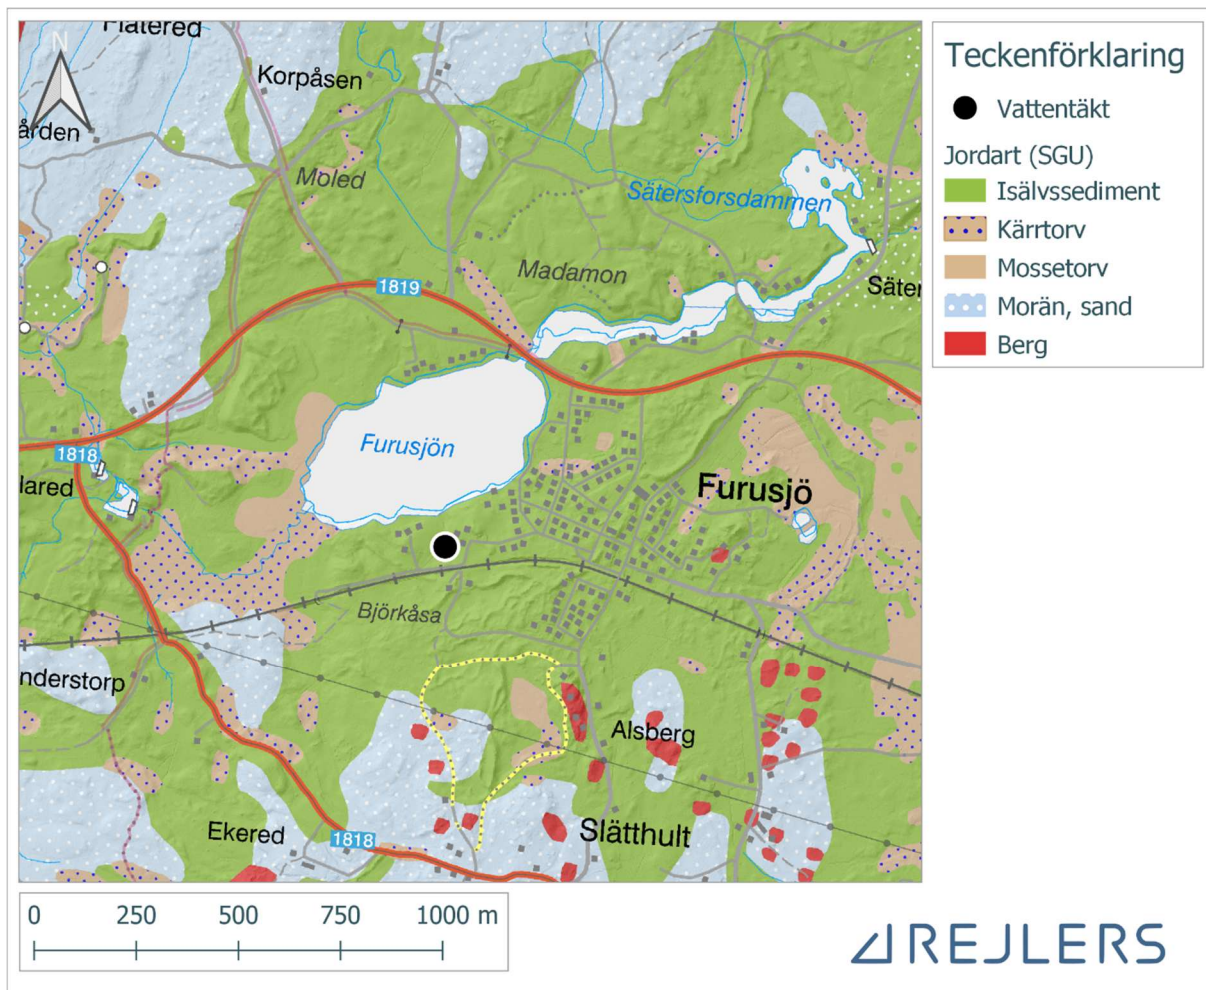 N
Korpåsen
Moled
Sätersforsdammen
Madamon
1819
Furusjön
1818
Furusjö
Björkåsa
nderstorp
Alsberg
Ekered
1818
Slätthult
Säter
ården
lared
Teckenförklaring
Vattentäkt
Jordart (SGU)
Isälvssediment
Kärrtorv
Mossetorv
Morän, sand
Berg
0 250 500 750 1000 m
REJLERS